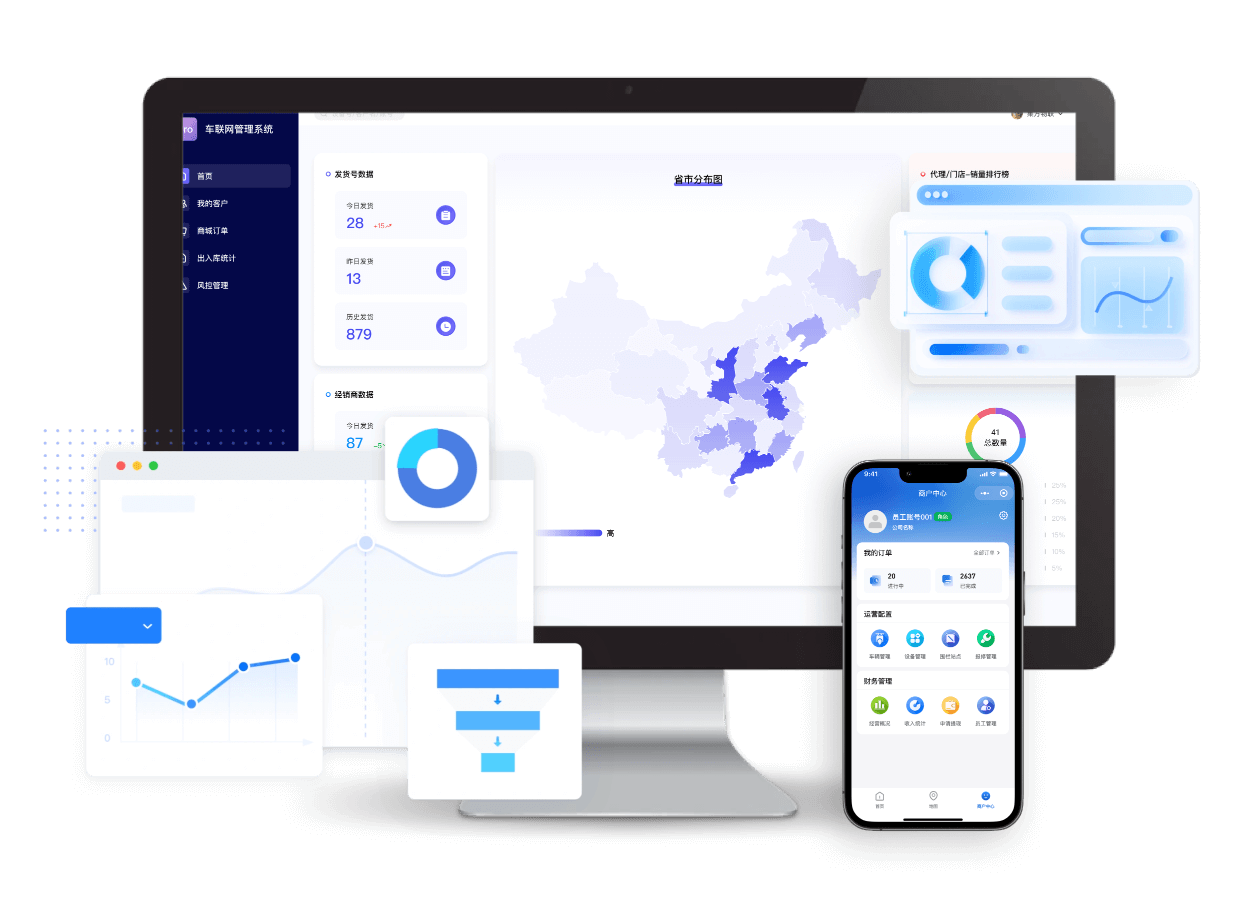 ro 车联网管理系统
首页
我的客户
商城订单
出入库统计
风控管理
发货号数据
今日发货
28 +15
昨日发货
13
历史发货
879
经销商数据
今日发货
87 -5
省市分布图
高
代理/门店-销量排行榜
41
总数量
25%
25%
20%
15%
10%
5%
10
5
0
9:41
商户中心
员工账号001
公司名称
我的订单
全部订单
20
进行中
2637
已完成
运营配置
车辆管理
设备管理
围栏站点
报修管理
财务管理
经营概况
收入统计
申请提现
员工管理
首页
地图
商户中心